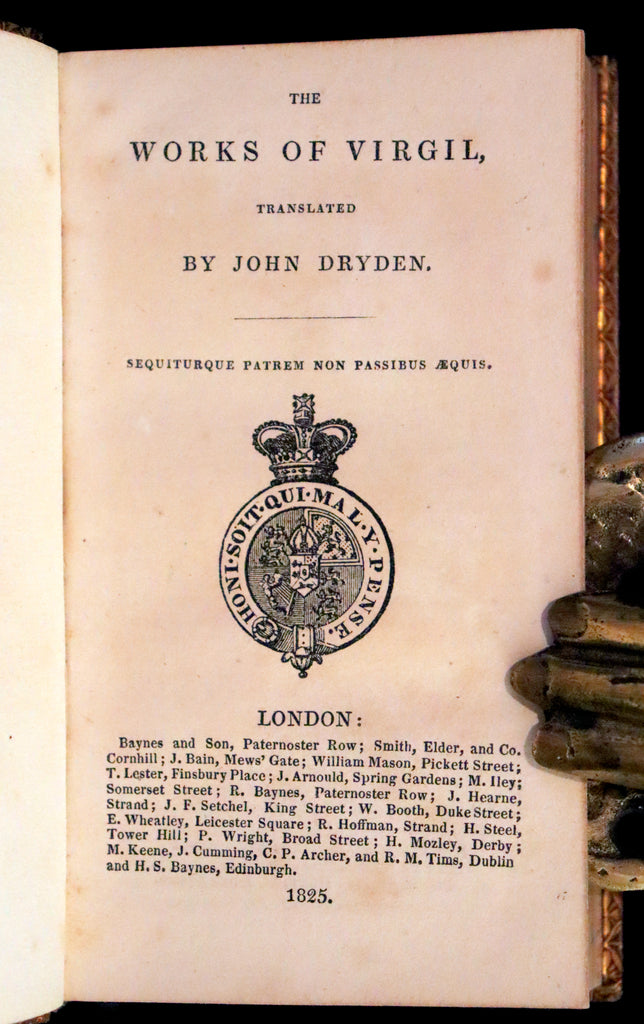 THE
WORKS OF VIRGIL,
TRANSLATED
BY JOHN DRYDEN.
SEQUITURQUE PATREM NON PASSIBUS ÆQUIS.
HONI·SOIT·QUI·MAL·Y·PENSE.
LONDON:
Baynes and Son, Paternoster Row; Smith, Elder, and Co.
Cornhill; J. Bain, Mews' Gate; William Mason, Pickett Street;
T. Lester, Finsbury Place; J. Arnould, Spring Gardens; M. Iley;
Somerset Street; R. Baynes, Paternoster Row; J. Hearne,
Strand; J. F. Setchel, King Street; W. Booth, Duke Street;
E. Wheatley, Leicester Square; R. Hoffman, Strand; H. Steel,
Tower Hill; P. Wright, Broad Street; H. Mozley, Derby;
M. Keene, J. Cumming, C. P. Archer, and R. M. Tims, Dublin
and H. S. Baynes, Edinburgh.
1825.